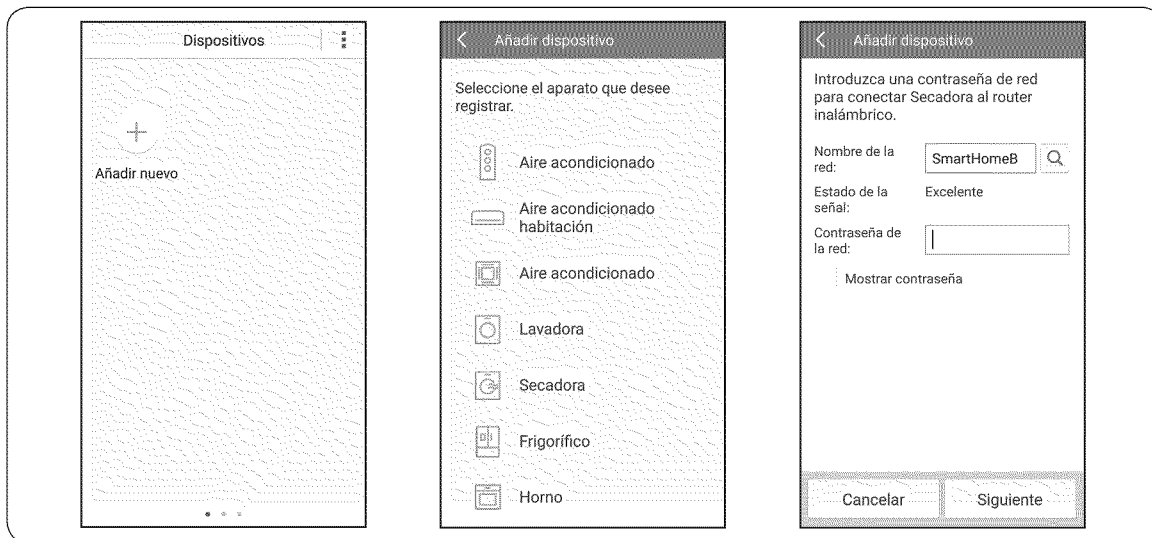 Dispositivos
Añadir nuevo
Añadir dispositivo
Seleccione el aparato que desee
registrar.
Aire acondicionado
Aire acondicionado
habitación
Aire acondicionado
Lavadora
Secadora
Frigorífico
Horno
Añadir dispositivo
Introduzca una contraseña de red
para conectar Secadora al router
inalámbrico.
Nombre de la
red:
SmartHomeB
Estado de la
señal:
Excelente
Contraseña de
la red:
Mostrar contraseña
Cancelar
Siguiente